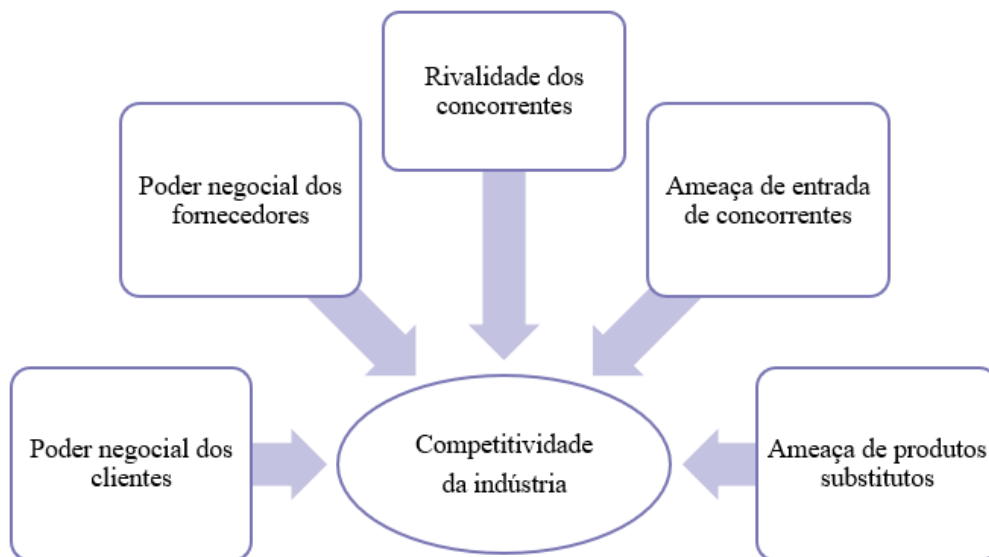 Rivalidade dos
concorrentes
Poder negocial dos
fornecedores
Ameaça de entrada
de concorrentes
Poder negocial dos
clientes
Competitividade
da indústria
Ameaça de produtos
substitutos